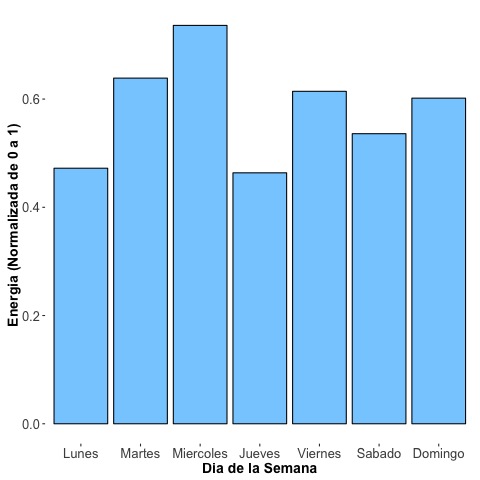 Energia (Normalizada de 0 a 1)
0.6
0.4
0.2
0.0
Lunes Martes Miercoles Jueves Viernes Sabado Domingo
Dia de la Semana